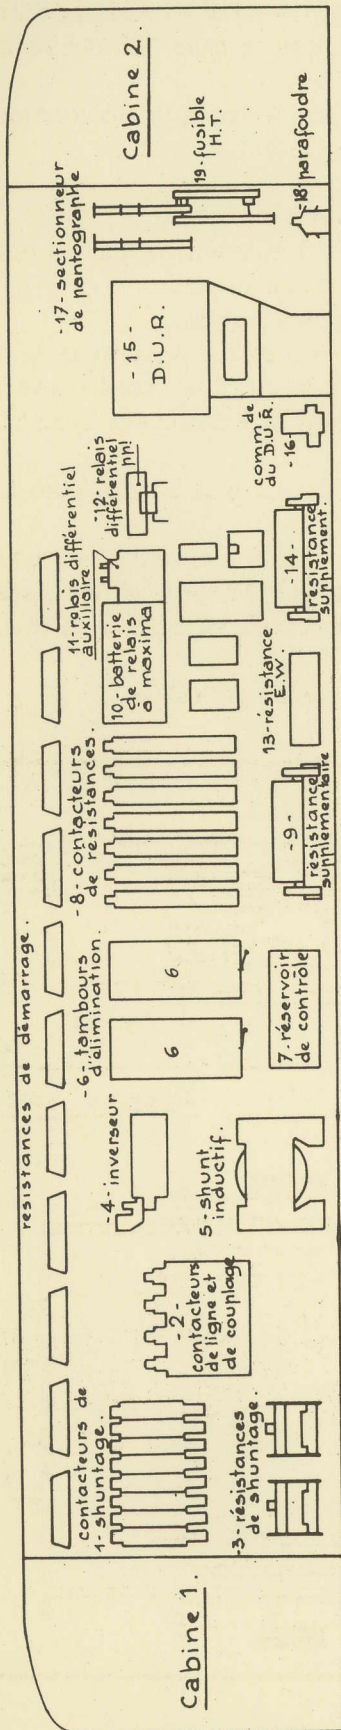 Cabine 1.
résistances de démarrage.
contacteurs de
1-shuntage.
-3-résistances
de shuntage.
-2-
contacteurs
de ligne et
de couplage
-4-inverseur
5-shunt
inductif.
-6-tambours
d'élimination.
6
6
7.réservoir
de contrôle
-8-contacteurs
de résistances.
-9-
résistance
supplémentaire
10,-batterie
de relais
à maxima
11-relais différentiel
auxiliaire
-12-relais
différentiel
ppl
13-résistance
E.W.
-14-
résistance
supplément.
-15-
D.U.R.
comm de
du D.U.R.
-16-
-17-sectionneur
de pantographe
-18-parafoudre
19-fusible
H.T.
Cabine 2.